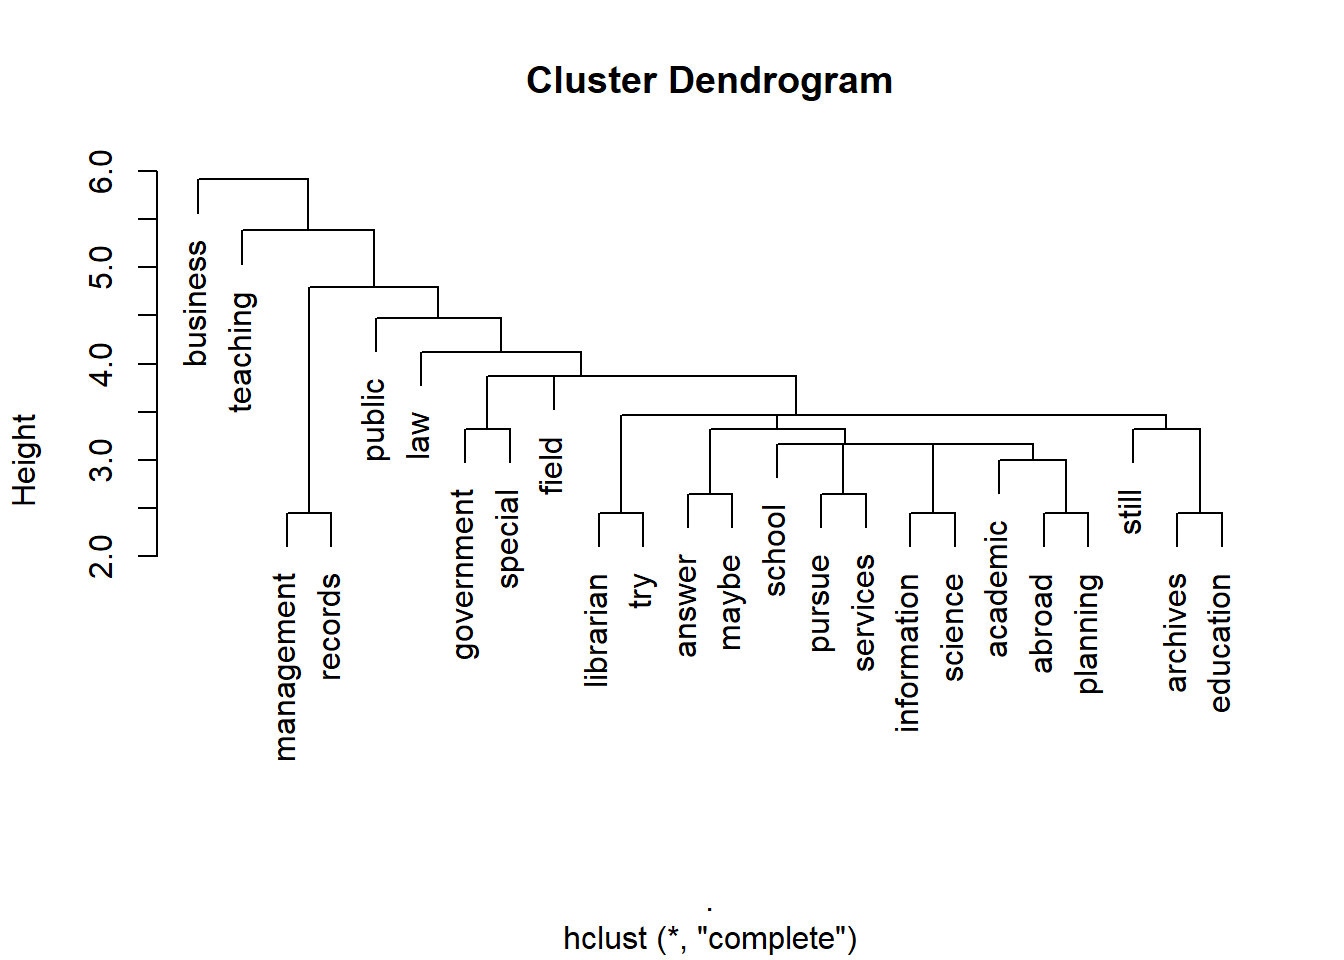 Cluster Dendrogram
Height
6.0
5.0
4.0
3.0
2.0
business
teaching
management
records
public
law
government
special
field
librarian
try
answer
maybe
school
pursue
services
information
science
academic
abroad
planning
still
archives
education
.
hclust (*, "complete")